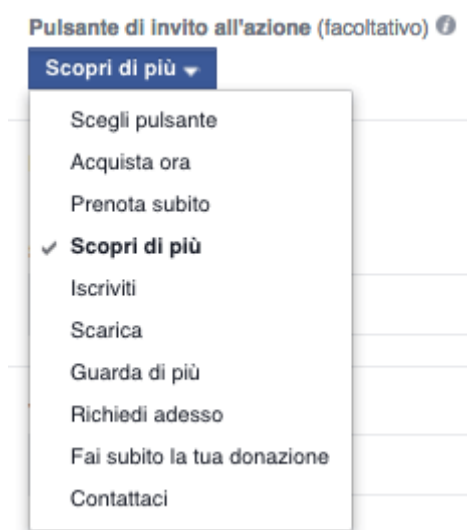 Pulsante di invito all'azione (facoltativo)
Scopri di più
Scegli pulsante
Acquista ora
Prenota subito
Scopri di più
Iscriviti
Scarica
Guarda di più
Richiedi adesso
Fai subito la tua donazione
Contattaci